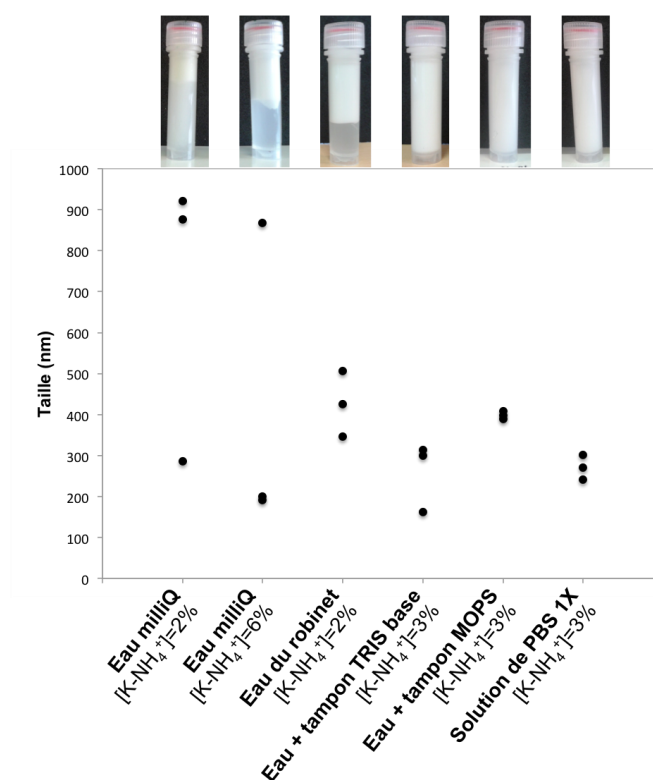 1000
900
800
700
600
500
400
300
200
100
0
Taille (nm)
Eau milliQ
[K-NH₄⁺]=2%
Eau milliQ
[K-NH₄⁺]=6%
Eau du robinet
[K-NH₄⁺]=2%
Eau + tampon TRIS base
[K-NH₄⁺]=3%
Eau + tampon MOPS
[K-NH₄⁺]=3%
Solution de PBS 1X
[K-NH₄⁺]=3%